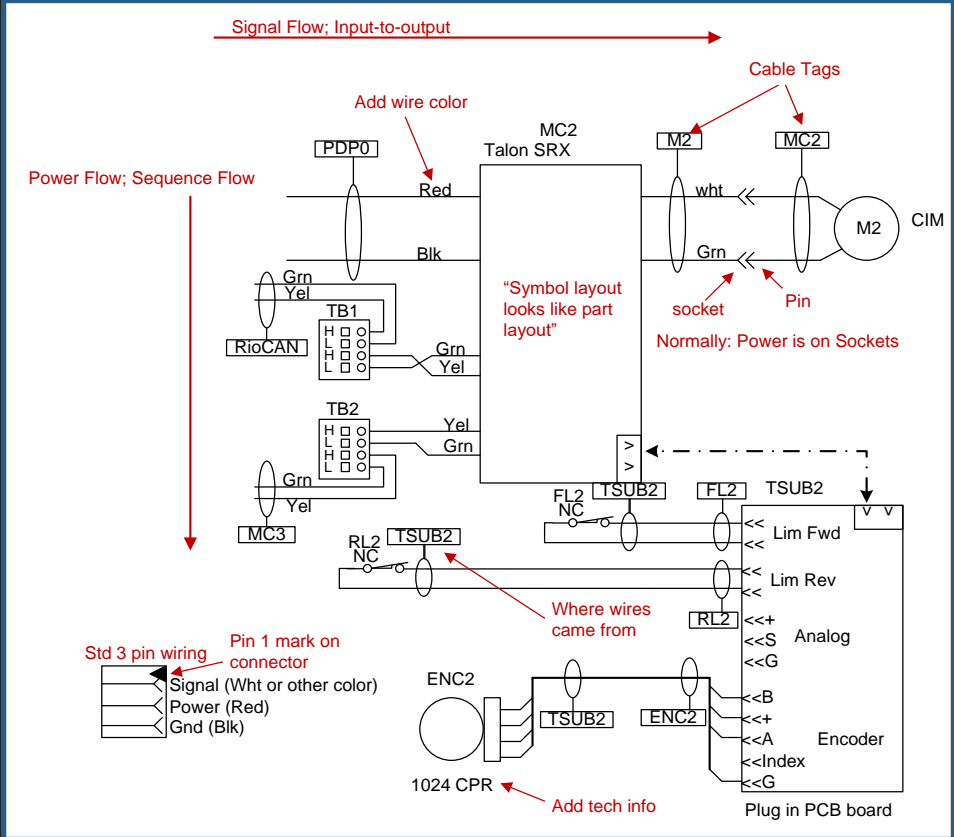 Signal Flow; Input-to-output
Cable Tags
Add wire color
MC2
Talon SRX
PDP0
M2
MC2
Power Flow; Sequence Flow
Red
wht
M2
CIM
Blk
Grn
“Symbol layout
looks like part
layout”
socket
Pin
Normally: Power is on Sockets
Grn
Yel
TB1
H
L
H
L
RioCAN
Grn
Yel
TB2
H
L
H
L
Yel
Grn
Grn
Yel
MC3
>
>
TSUB2
FL2
TSUB2
> >
FL2
NC
<<
Lim Fwd
<<
RL2
NC
TSUB2
<<
Lim Rev
<<
RL2
Where wires
came from
<<+
<<S
Analog
<<G
Std 3 pin wiring
Pin 1 mark on
connector
Signal (Wht or other color)
Power (Red)
Gnd (Blk)
ENC2
TSUB2
ENC2
<<B
<<+
<<A
Encoder
<<Index
<<G
1024 CPR
Add tech info
Plug in PCB board